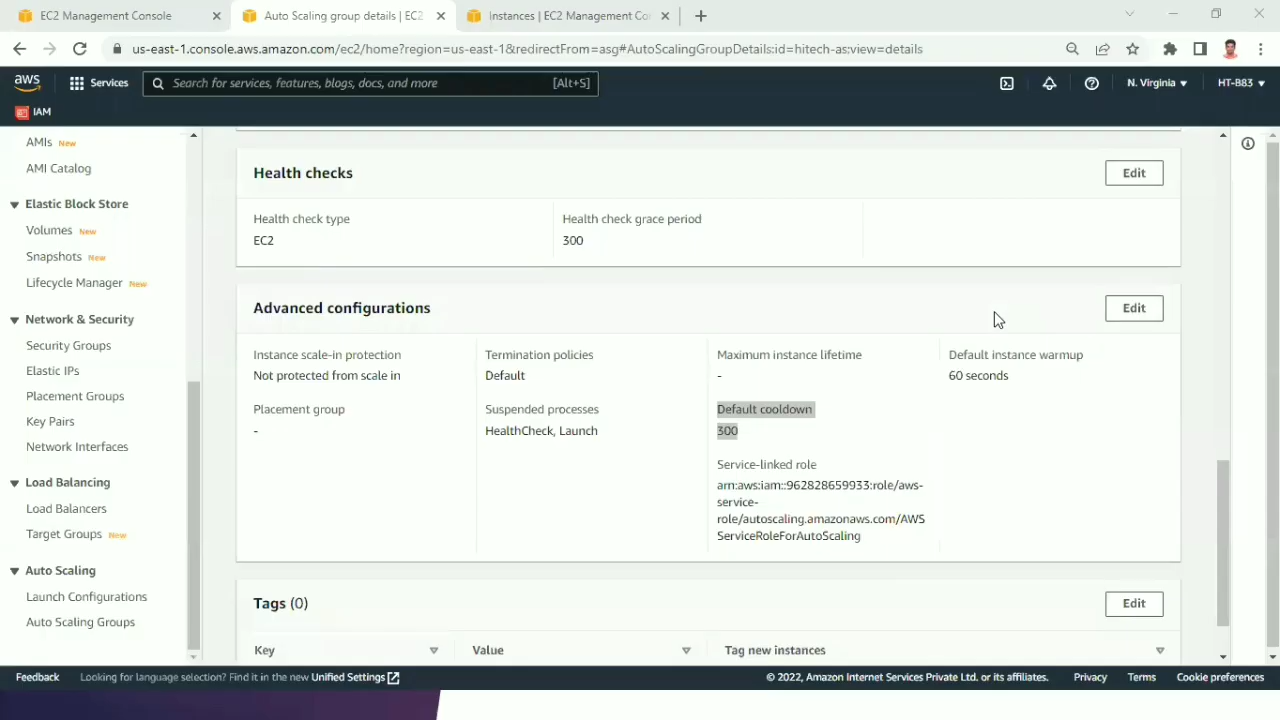 EC2 Management Console
Auto Scaling group details | EC2
Instances | EC2 Management Co
us-east-1.console.aws.amazon.com/ec2/home?region=us-east-1&redirectFrom=asg#AutoScalingGroupDetails:id=hitech-as:view=details
aws
Services
Search for services, features, blogs, docs, and more
[Alt+S]
N. Virginia
HT-B83
IAM
AMIs New
AMI Catalog
Elastic Block Store
Volumes New
Snapshots New
Lifecycle Manager New
Network & Security
Security Groups
Elastic IPs
Placement Groups
Key Pairs
Network Interfaces
Load Balancing
Load Balancers
Target Groups New
Auto Scaling
Launch Configurations
Auto Scaling Groups
Health checks
Edit
Health check type
EC2
Health check grace period
300
Advanced configurations
Edit
Instance scale-in protection
Not protected from scale in
Termination policies
Default
Maximum instance lifetime
-
Default instance warmup
60 seconds
Placement group
-
Suspended processes
HealthCheck, Launch
Default cooldown
300
Service-linked role
arn:aws:iam::962828659933:role/aws-
service-
role/autoscaling.amazonaws.com/AWS
ServiceRoleForAutoScaling
Tags (0)
Edit
Key
Value
Tag new instances
Feedback
Looking for language selection? Find it in the new Unified Settings
© 2022, Amazon Internet Services Private Ltd. or its affiliates.
Privacy
Terms
Cookie preferences